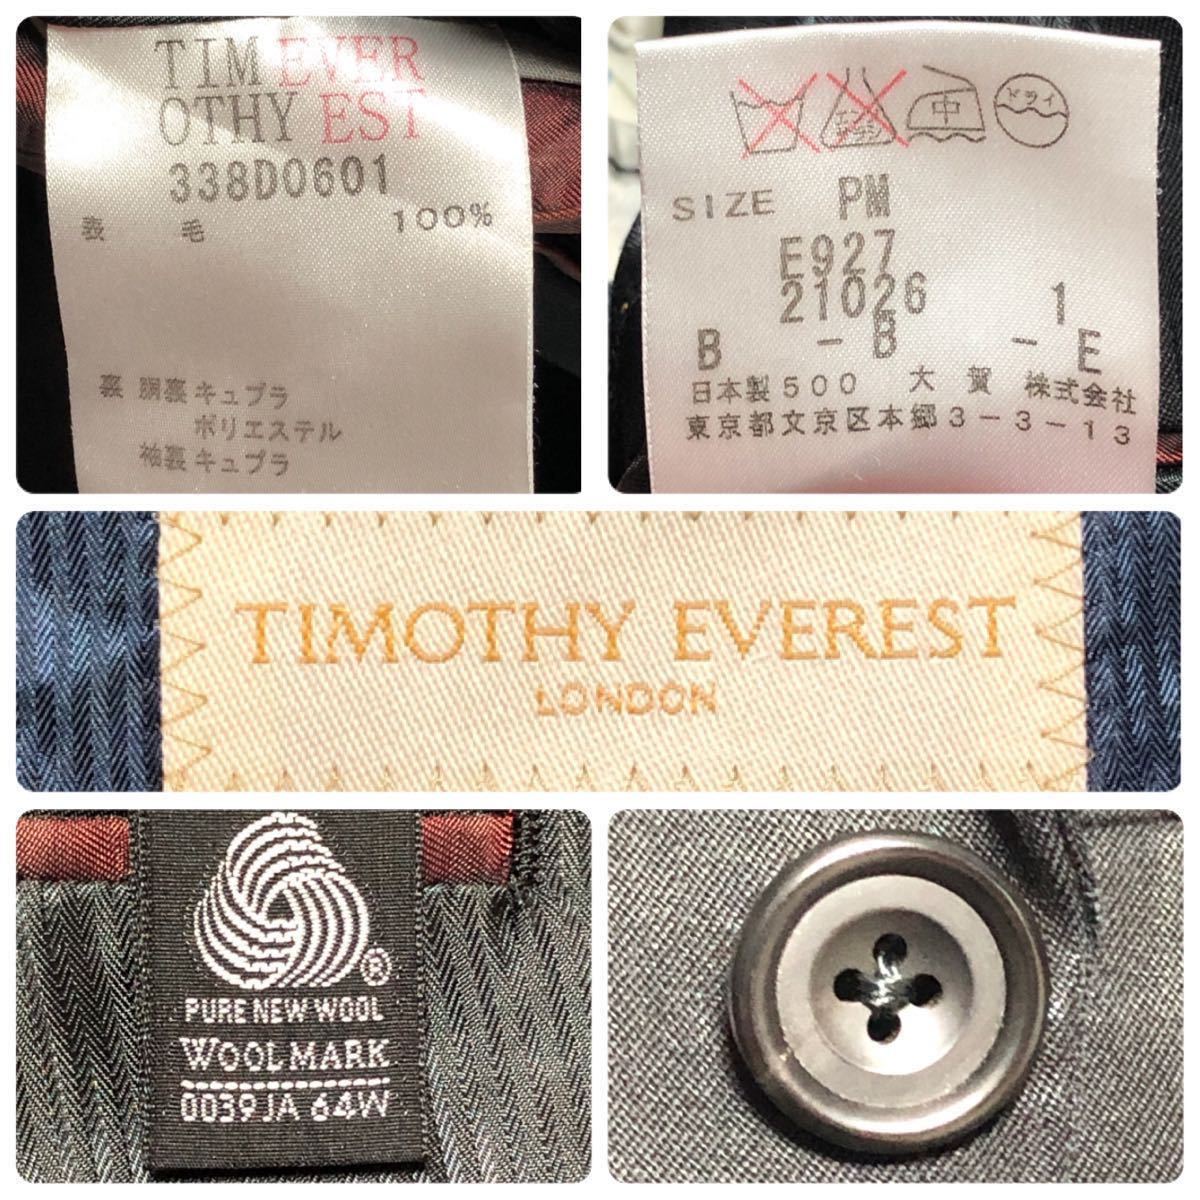 TIM EVER
OTHY EST
338D0601
表 毛 100%
裏 胴裏 キュプラ
ポリエステル
袖裏 キュプラ
中 ドライ
SIZE PM
E927
21026 1
B - B - E
日本製500 大賀 株式会社
東京都文京区本郷3-3-13
TIMOTHY EVEREST
LONDON
®
PURE NEW WOOL
WOOLMARK
0039JA 64W